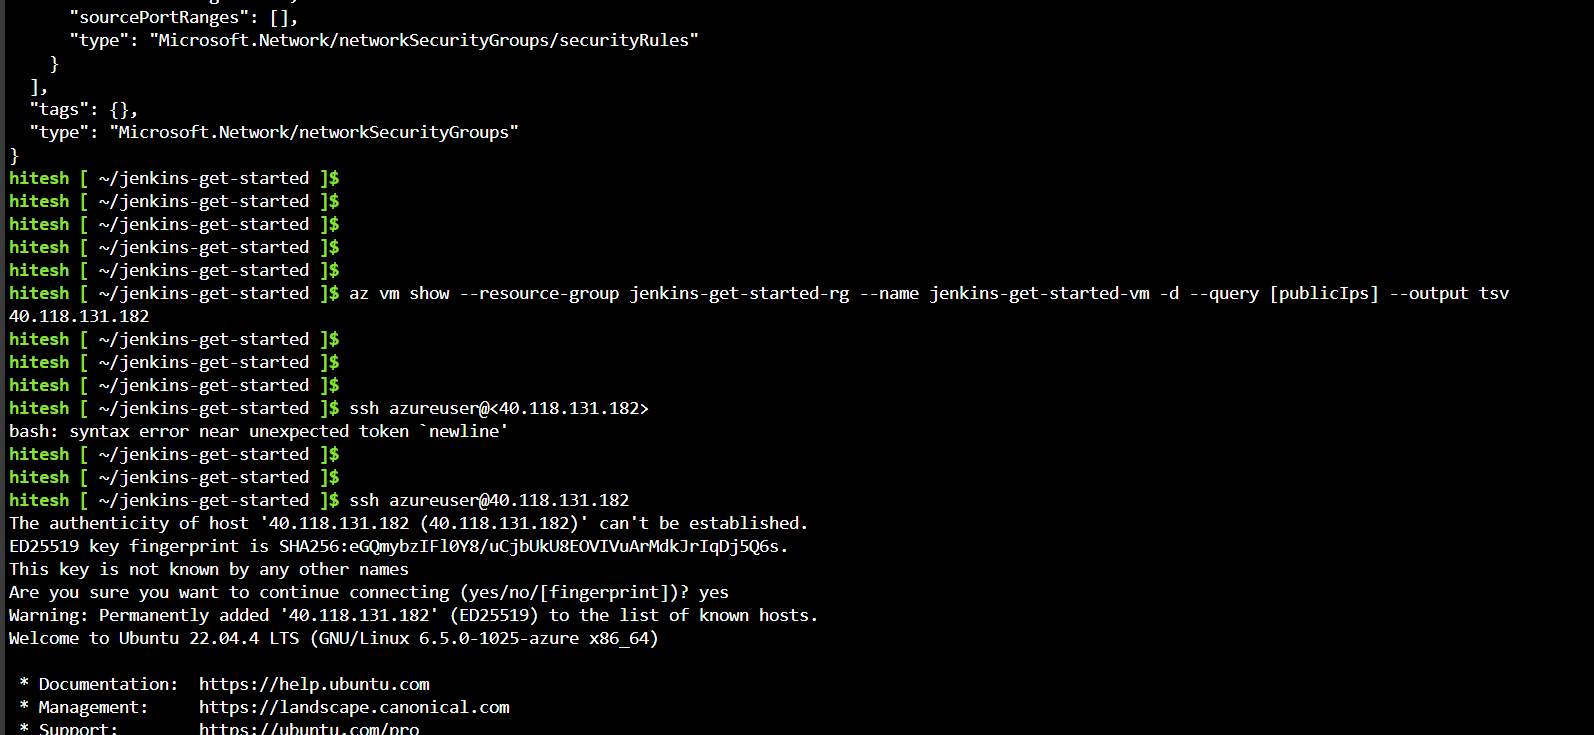 "sourcePortRanges": [],
"type": "Microsoft.Network/networkSecurityGroups/securityRules"
}
],
"tags": {},
"type": "Microsoft.Network/networkSecurityGroups"
}
hitesh [ ~/jenkins-get-started ]$
hitesh [ ~/jenkins-get-started ]$
hitesh [ ~/jenkins-get-started ]$
hitesh [ ~/jenkins-get-started ]$
hitesh [ ~/jenkins-get-started ]$
hitesh [ ~/jenkins-get-started ]$ az vm show --resource-group jenkins-get-started-rg --name jenkins-get-started-vm -d --query [publicIps] --output tsv
40.118.131.182
hitesh [ ~/jenkins-get-started ]$
hitesh [ ~/jenkins-get-started ]$
hitesh [ ~/jenkins-get-started ]$
hitesh [ ~/jenkins-get-started ]$ ssh azureuser@<40.118.131.182>
bash: syntax error near unexpected token `newline'
hitesh [ ~/jenkins-get-started ]$
hitesh [ ~/jenkins-get-started ]$
hitesh [ ~/jenkins-get-started ]$ ssh azureuser@40.118.131.182
The authenticity of host '40.118.131.182 (40.118.131.182)' can't be established.
ED25519 key fingerprint is SHA256:eGQmybzIFl0Y8/uCjbUkU8EOVIVuArMdkJrIqDj5Q6s.
This key is not known by any other names
Are you sure you want to continue connecting (yes/no/[fingerprint])? yes
Warning: Permanently added '40.118.131.182' (ED25519) to the list of known hosts.
Welcome to Ubuntu 22.04.4 LTS (GNU/Linux 6.5.0-1025-azure x86_64)
* Documentation: https://help.ubuntu.com
* Management: https://landscape.canonical.com
* Support: https://ubuntu.com/pro